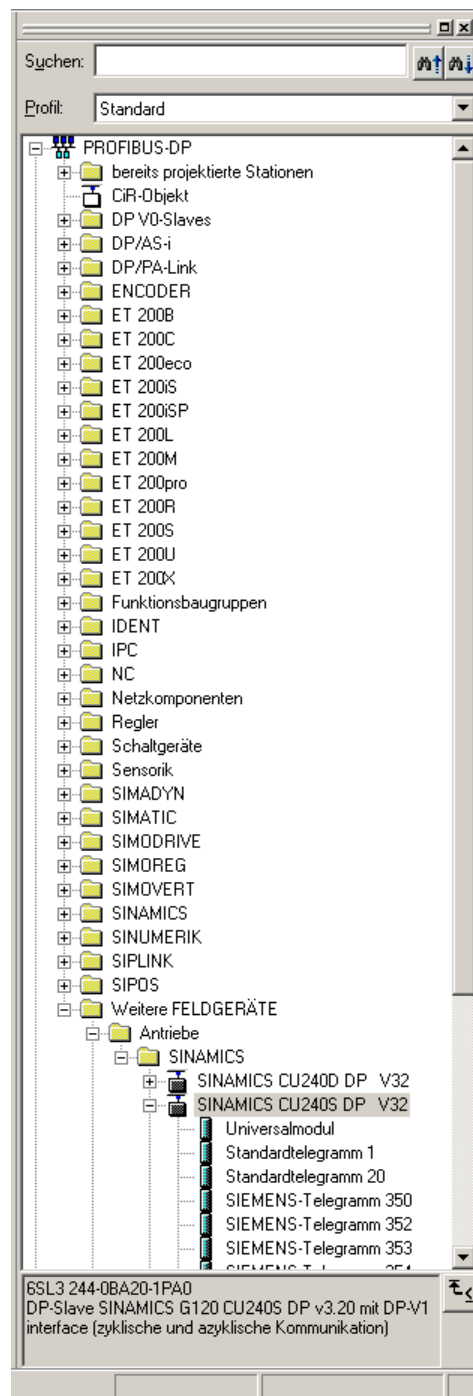 Suchen:
Profil: Standard
PROFIBUS-DP
bereits projektierte Stationen
CiR-Objekt
DP V0-Slaves
DP/AS-i
DP/PA-Link
ENCODER
ET 200B
ET 200C
ET 200eco
ET 200iS
ET 200iSP
ET 200L
ET 200M
ET 200pro
ET 200R
ET 200S
ET 200U
ET 200X
Funktionsbaugruppen
IDENT
IPC
NC
Netzkomponenten
Regler
Schaltgeräte
Sensorik
SIMADYN
SIMATIC
SIMODRIVE
SIMOREG
SIMOVERT
SINAMICS
SINUMERIK
SIPLINK
SIPOS
Weitere FELDGERÄTE
Antriebe
SINAMICS
SINAMICS CU240D DP V32
SINAMICS CU240S DP V32
Universalmodul
Standardtelegramm 1
Standardtelegramm 20
SIEMENS-Telegramm 350
SIEMENS-Telegramm 352
SIEMENS-Telegramm 353
6SL3 244-0BA20-1PA0
DP-Slave SINAMICS G120 CU240S DP v3.20 mit DP-V1
interface (zyklische und azyklische Kommunikation)